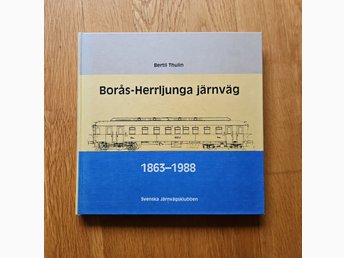 Bertil Thulin
Borås-Herrljunga järnväg
1863–1988
Svenska Järnvägsklubben